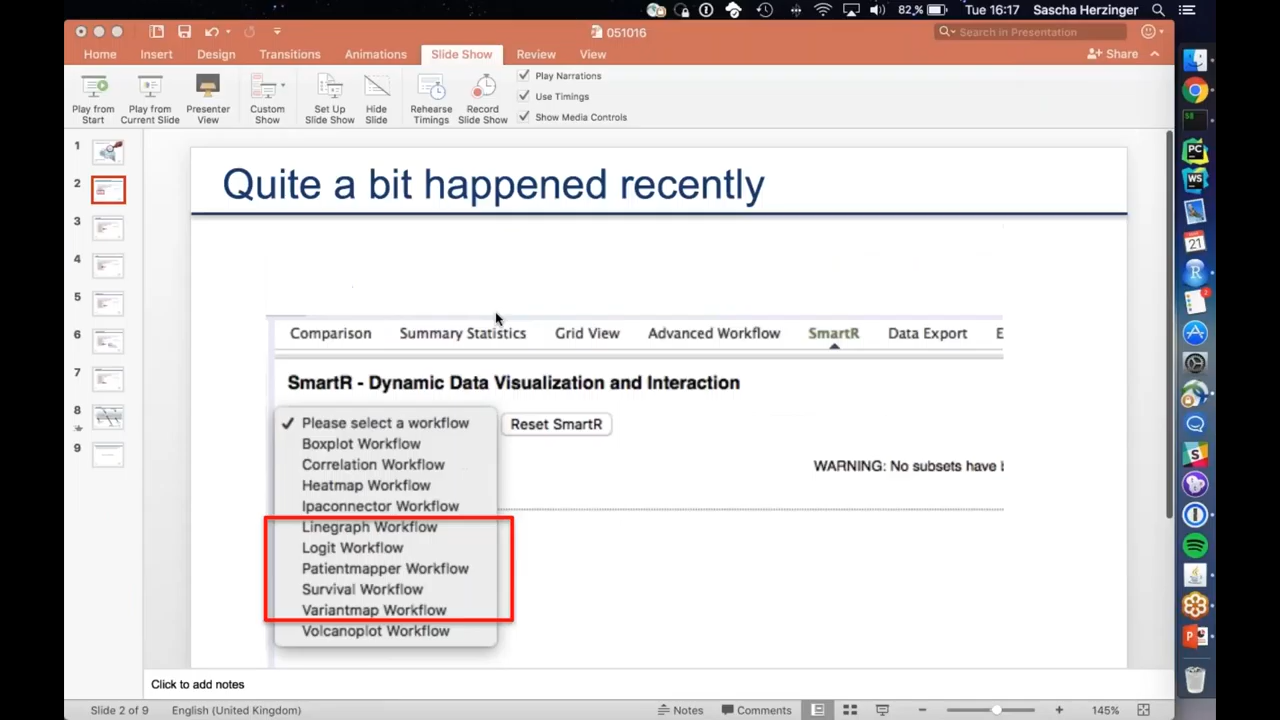 82% Tue 16:17 Sascha Herzinger
051016
Search in Presentation
Home Insert Design Transitions Animations Slide Show Review View Share
Play from Start
Play from Current Slide
Presenter View
Custom Show
Set Up Slide Show
Hide Slide
Rehearse Timings
Record Slide Show
Play Narrations
Use Timings
Show Media Controls
1
2
3
4
5
6
7
8
9
Quite a bit happened recently
Comparison Summary Statistics Grid View Advanced Workflow SmartR Data Export E
SmartR - Dynamic Data Visualization and Interaction
✓ Please select a workflow Reset SmartR
Boxplot Workflow
Correlation Workflow
WARNING: No subsets have
Heatmap Workflow
Ipaconnector Workflow
Linegraph Workflow
Logit Workflow
Patientmapper Workflow
Survival Workflow
Variantmap Workflow
Volcanoplot Workflow
Click to add notes
Slide 2 of 9 English (United Kingdom) Notes Comments 145%
PC
WS
21
R
2
S
P